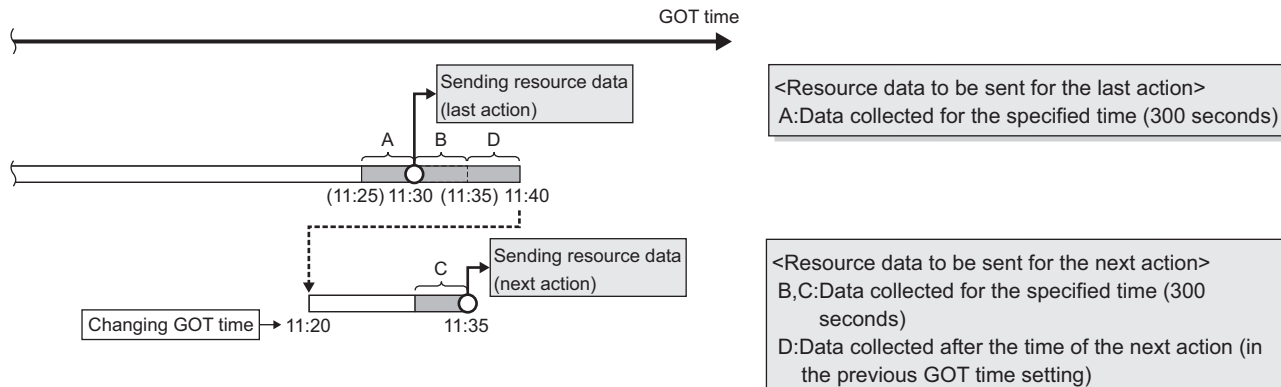 GOT time
Sending resource data
(last action)
<Resource data to be sent for the last action>
A:Data collected for the specified time (300 seconds)
A B D
(11:25) 11:30 (11:35) 11:40
Sending resource data
(next action)
C
Changing GOT time 11:20 11:35
<Resource data to be sent for the next action>
B,C:Data collected for the specified time (300
seconds)
D:Data collected after the time of the next action (in
the previous GOT time setting)